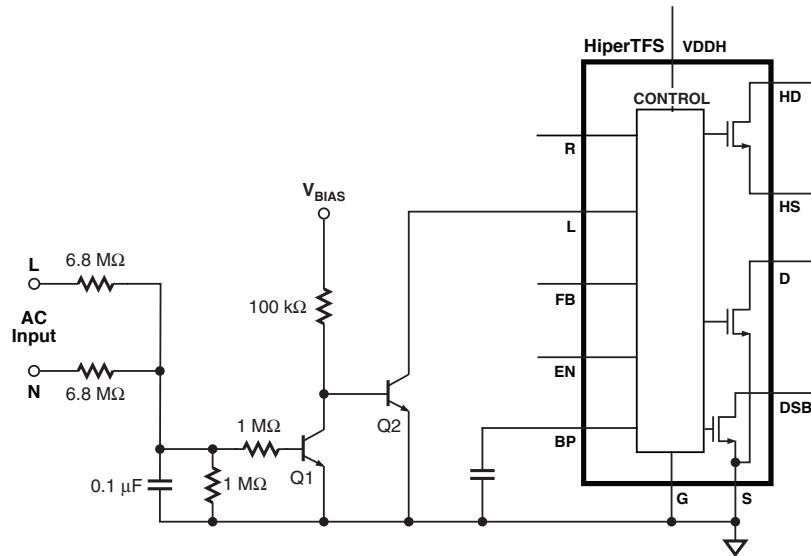 HiperTFS
VDDH
HD
CONTROL
R
HS
V_BIAS
L
L
6.8 MΩ
D
AC
Input
100 kΩ
FB
N
6.8 MΩ
EN
DSB
1 MΩ
Q2
BP
Q1
0.1 μF
1 MΩ
G
S